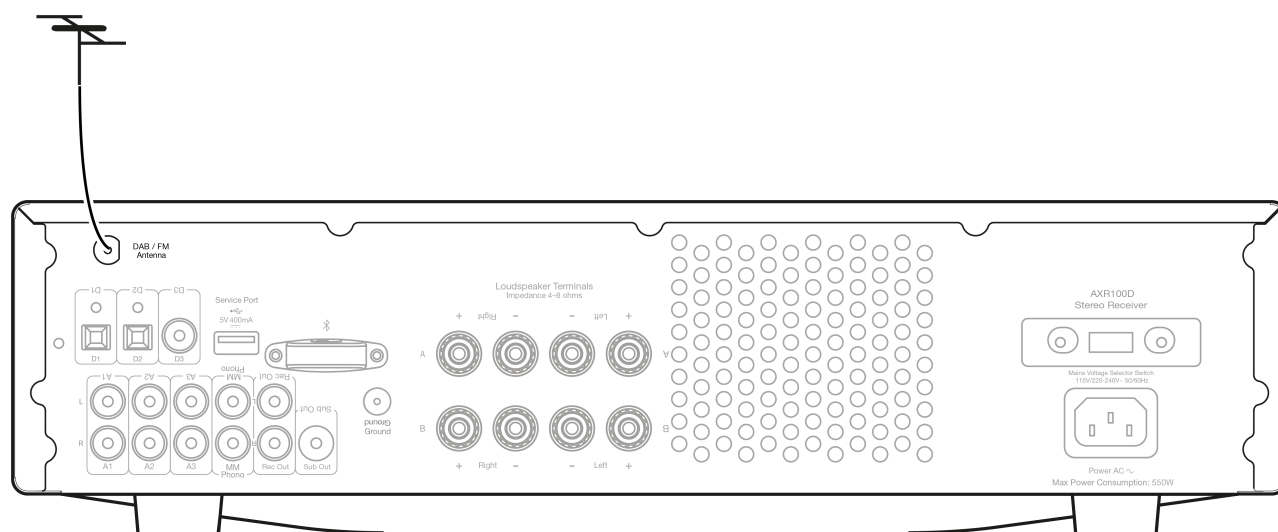 DAB / FM
Antenna
D1 D2 D3
D1 D2 D3
Service Port
5V 400mA
Phono
A1 A2 A3 MM Rec Out
L L
R R
Sub Out
A1 A2 A3 MM Rec Out Sub Out
Phono
Ground
Ground
Loudspeaker Terminals
Impedance 4–8 ohms
+ Right – – Left +
A A
B B
+ Right – – Left +
AXR100D
Stereo Receiver
Mains Voltage Selector Switch
115V/220-240V~ 50/60Hz
Power AC ~
Max Power Consumption: 550W